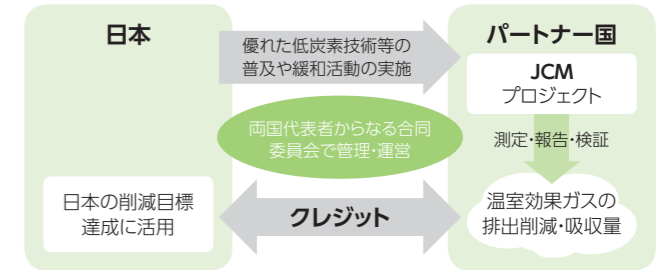 日本
優れた低炭素技術等の
普及や緩和活動の実施
パートナー国
JCM
プロジェクト
両国代表者からなる合同
委員会で管理・運営
測定・報告・検証
日本の削減目標
達成に活用
クレジット
温室効果ガスの
排出削減・吸収量